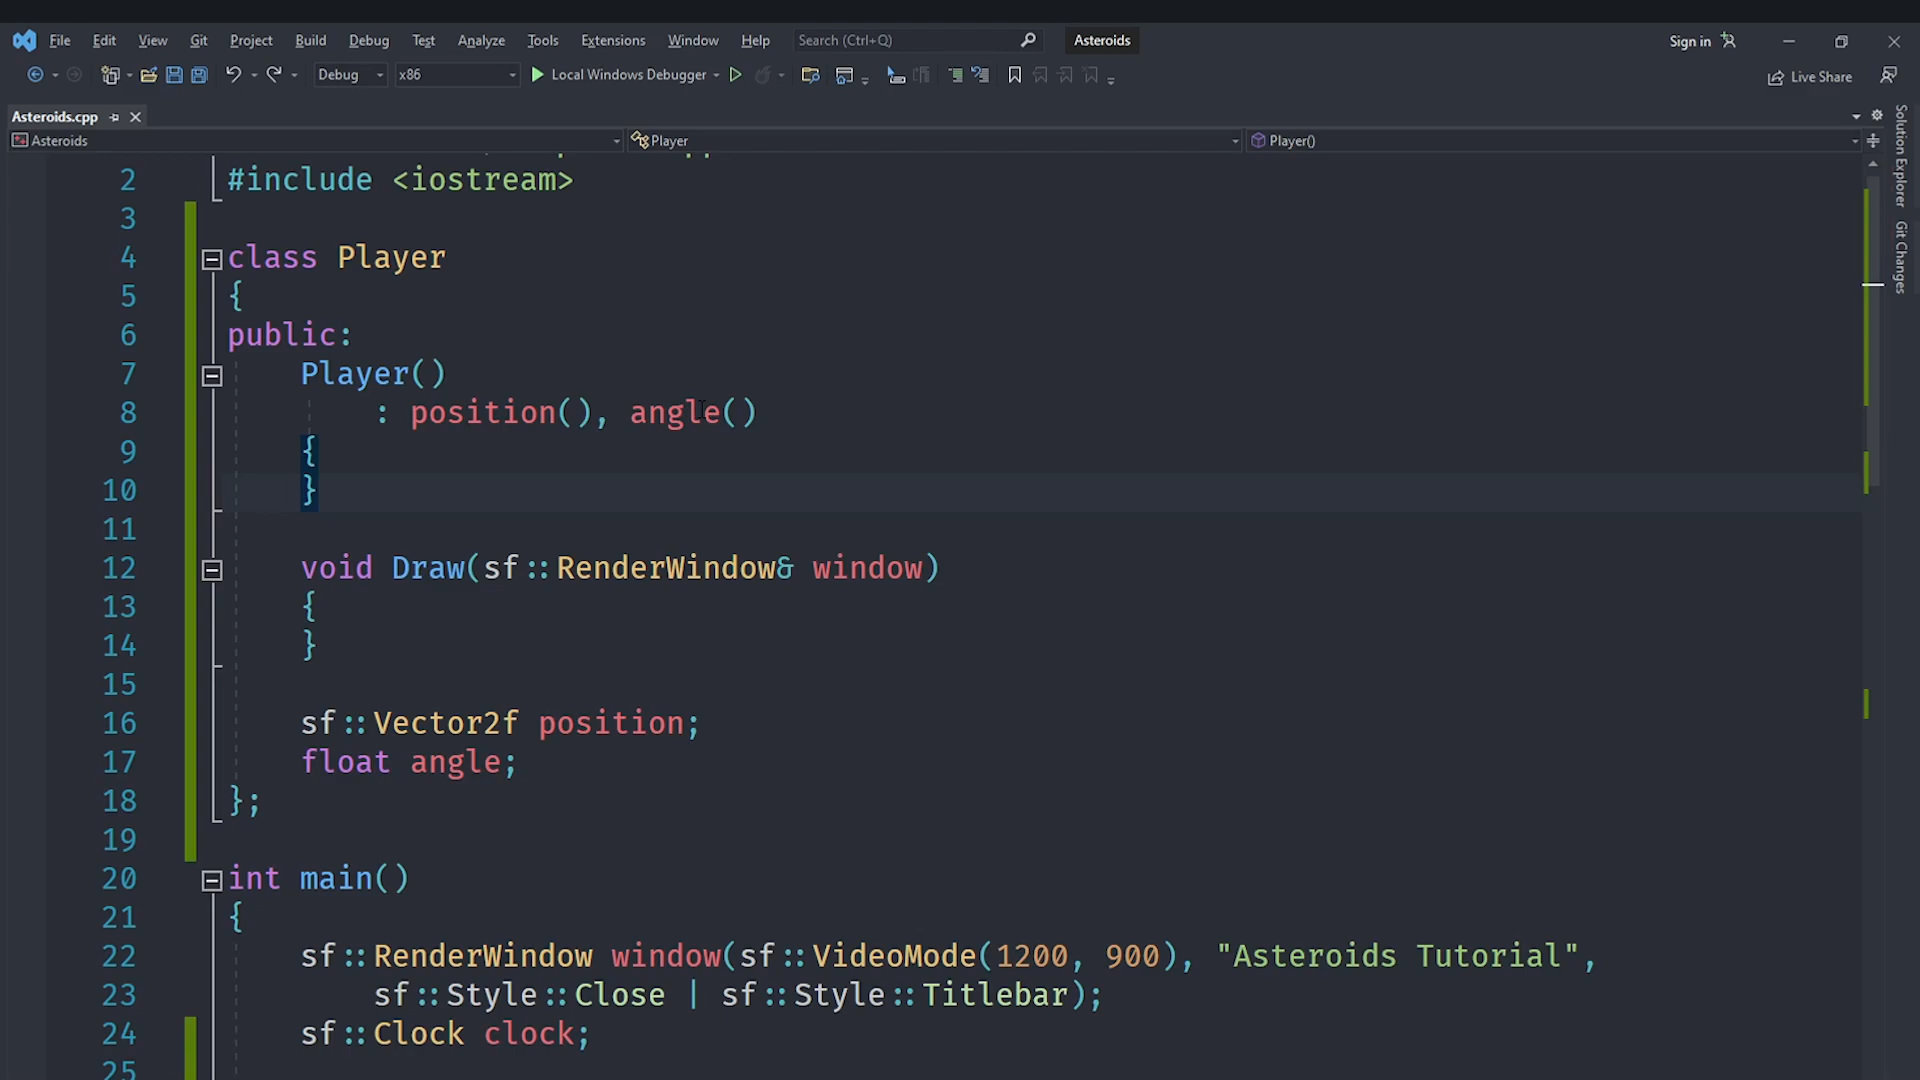 File Edit View Git Project Build Debug Test Analyze Tools Extensions Window Help Search (Ctrl+Q) Asteroids Sign in
Debug x86 Local Windows Debugger Live Share
Asteroids.cpp
Asteroids Player Player()
Solution Explorer
Git Changes
2 #include <iostream>
3
4 class Player
5 {
6 public:
7 Player()
8 : position(), angle()
9 {
10 }
11
12 void Draw(sf::RenderWindow& window)
13 {
14 }
15
16 sf::Vector2f position;
17 float angle;
18 };
19
20 int main()
21 {
22 sf::RenderWindow window(sf::VideoMode(1200, 900), "Asteroids Tutorial",
23 sf::Style::Close | sf::Style::Titlebar);
24 sf::Clock clock;
25